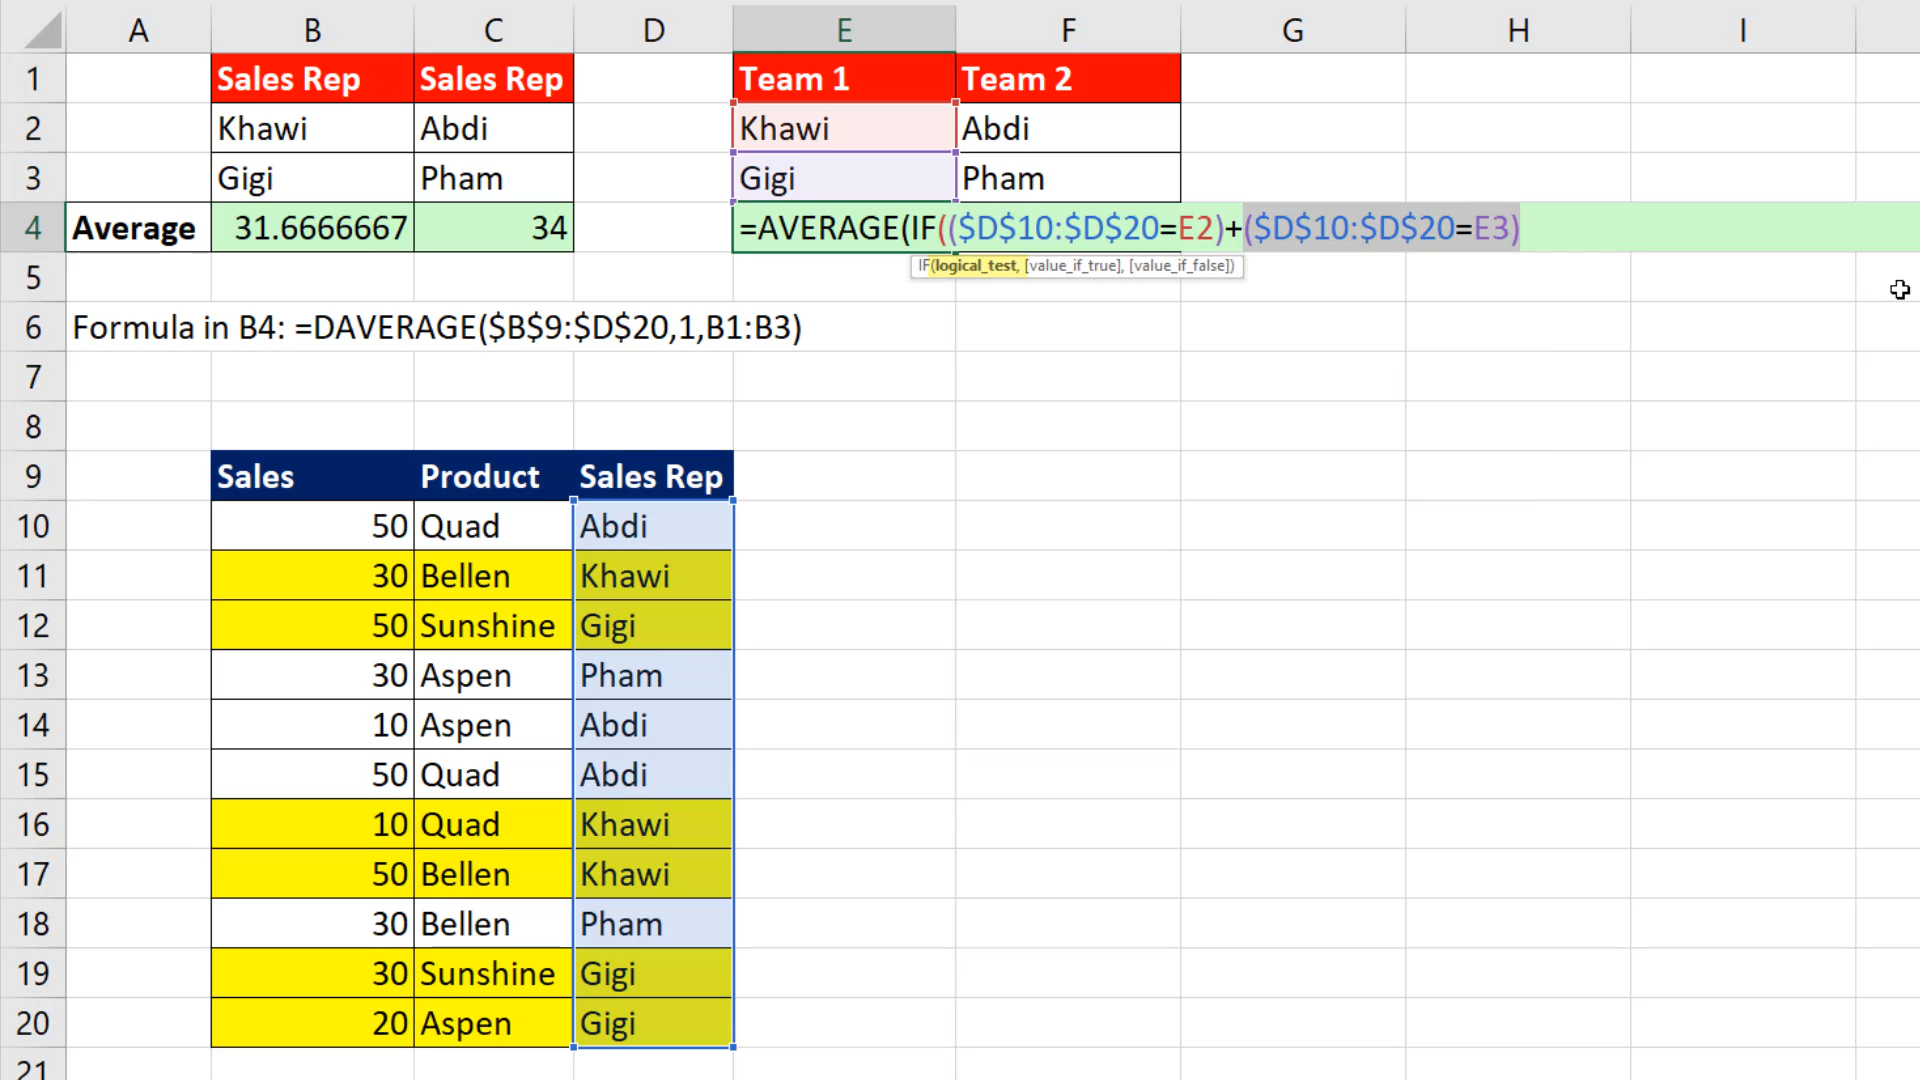 A B C D E F G H I
1 Sales Rep Sales Rep Team 1 Team 2
2 Khawi Abdi Khawi Abdi
3 Gigi Pham Gigi Pham
4 Average 31.6666667 34 =AVERAGE(IF(($D$10:$D$20=E2)+($D$10:$D$20=E3)
IF(logical_test, [value_if_true], [value_if_false])
5
6 Formula in B4: =DAVERAGE($B$9:$D$20,1,B1:B3)
7
8
9 Sales Product Sales Rep
10 50 Quad Abdi
11 30 Bellen Khawi
12 50 Sunshine Gigi
13 30 Aspen Pham
14 10 Aspen Abdi
15 50 Quad Abdi
16 10 Quad Khawi
17 50 Bellen Khawi
18 30 Bellen Pham
19 30 Sunshine Gigi
20 20 Aspen Gigi
21